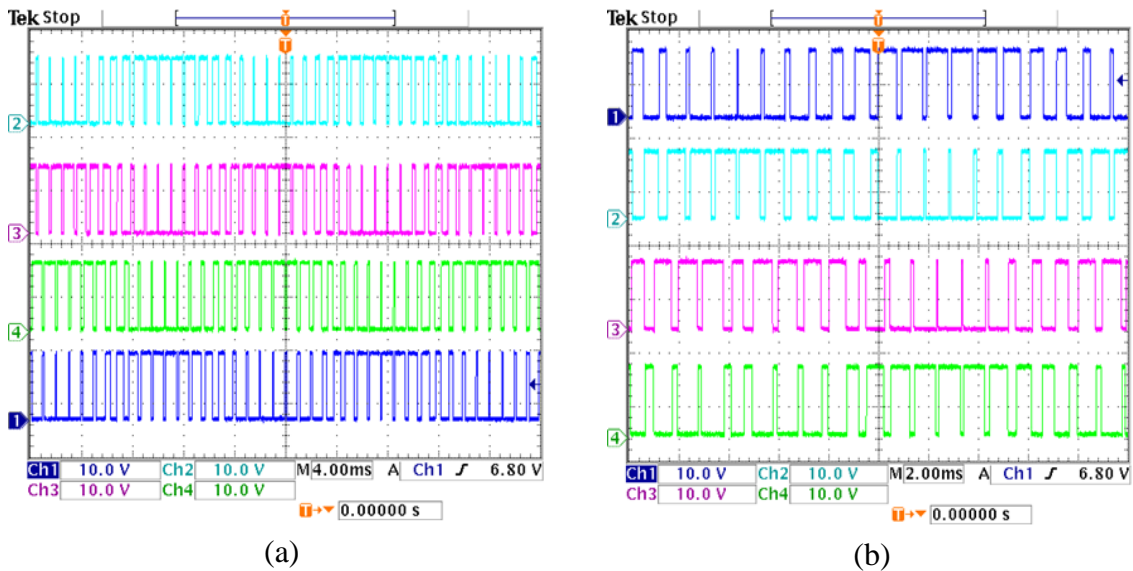 Tek Stop
T
T
2
3
4
1
Ch1 10.0 V Ch2 10.0 V M 4.00ms A Ch1 ƒ 6.80 V
Ch3 10.0 V Ch4 10.0 V
T→▼ 0.00000 s
(a)
Tek Stop
T
T
1
2
3
4
Ch1 10.0 V Ch2 10.0 V M 2.00ms A Ch1 ƒ 6.80 V
Ch3 10.0 V Ch4 10.0 V
T→▼ 0.00000 s
(b)